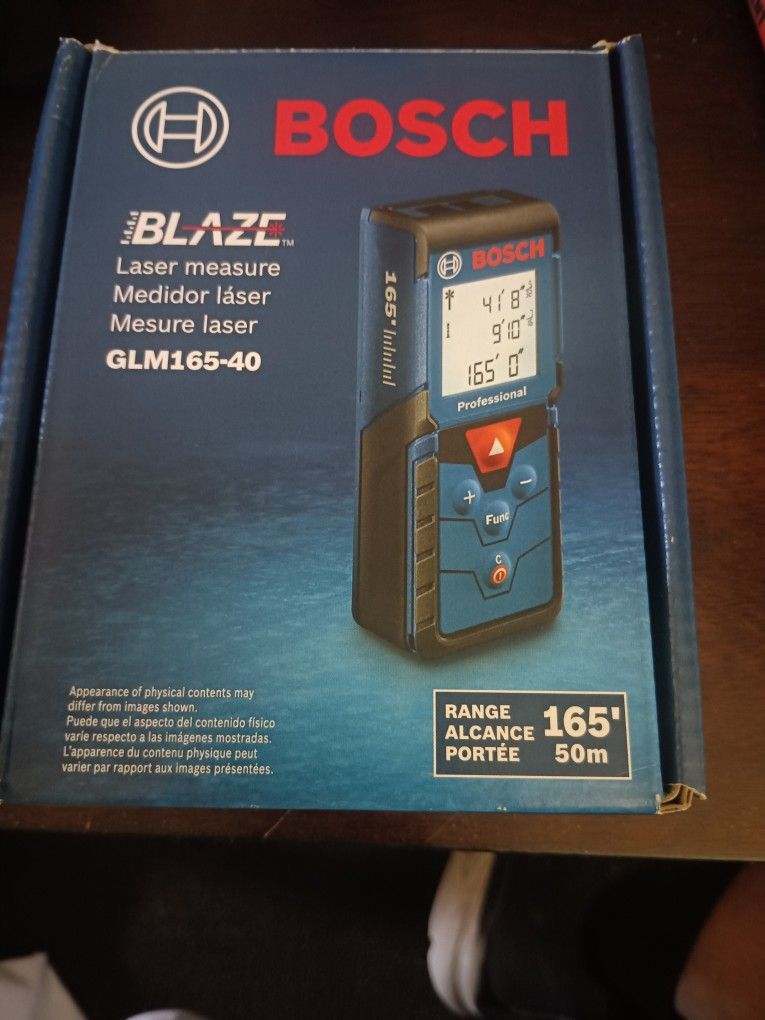 BOSCH
BLAZE™
Laser measure
Medidor láser
Mesure laser
GLM165-40
165'
BOSCH
41'8"
9'10"
165' 0"
Professional
+
−
Func
C
Appearance of physical contents may
differ from images shown.
Puede que el aspecto del contenido físico
varíe respecto a las imágenes mostradas.
L'apparence du contenu physique peut
varier par rapport aux images présentées.
RANGE
ALCANCE
PORTÉE
165'
50m